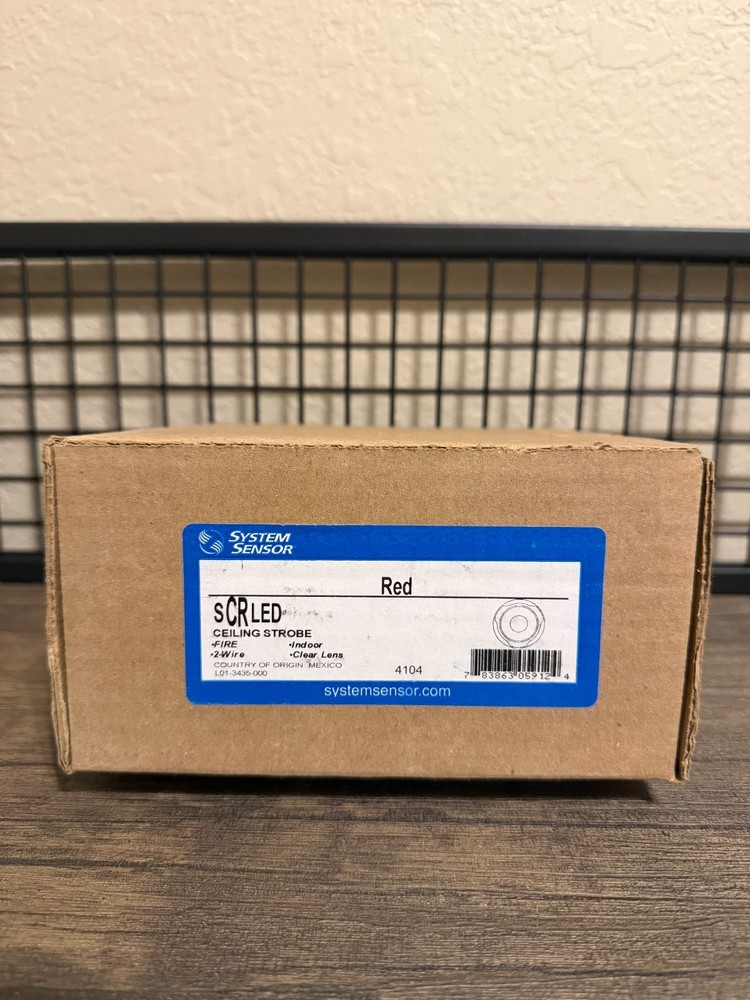 SYSTEM
SENSOR
Red
SCRLED
CEILING STROBE
•FIRE •Indoor
•2-Wire •Clear Lens
COUNTRY OF ORIGIN MEXICO
L01-3435-000 4104
7 83863 05912 4
systemsensor.com